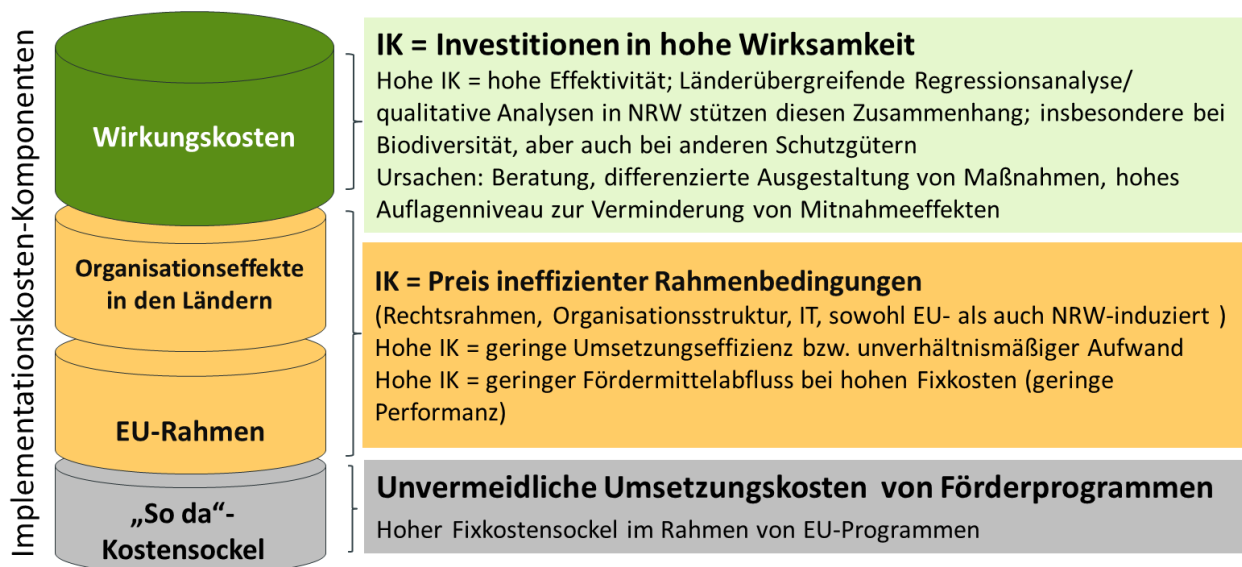 Implementationskosten-Komponenten
Wirkungskosten
Organisationseffekte
in den Ländern
EU-Rahmen
„So da“-
Kostensockel
IK = Investitionen in hohe Wirksamkeit
Hohe IK = hohe Effektivität; Länderübergreifende Regressionsanalyse/
qualitative Analysen in NRW stützen diesen Zusammenhang; insbesondere bei
Biodiversität, aber auch bei anderen Schutzgütern
Ursachen: Beratung, differenzierte Ausgestaltung von Maßnahmen, hohes
Auflagenniveau zur Verminderung von Mitnahmeeffekten
IK = Preis ineffizienter Rahmenbedingungen
(Rechtsrahmen, Organisationsstruktur, IT, sowohl EU- als auch NRW-induziert )
Hohe IK = geringe Umsetzungseffizienz bzw. unverhältnismäßiger Aufwand
Hohe IK = geringer Fördermittelabfluss bei hohen Fixkosten (geringe
Performanz)
Unvermeidliche Umsetzungskosten von Förderprogrammen
Hoher Fixkostensockel im Rahmen von EU-Programmen